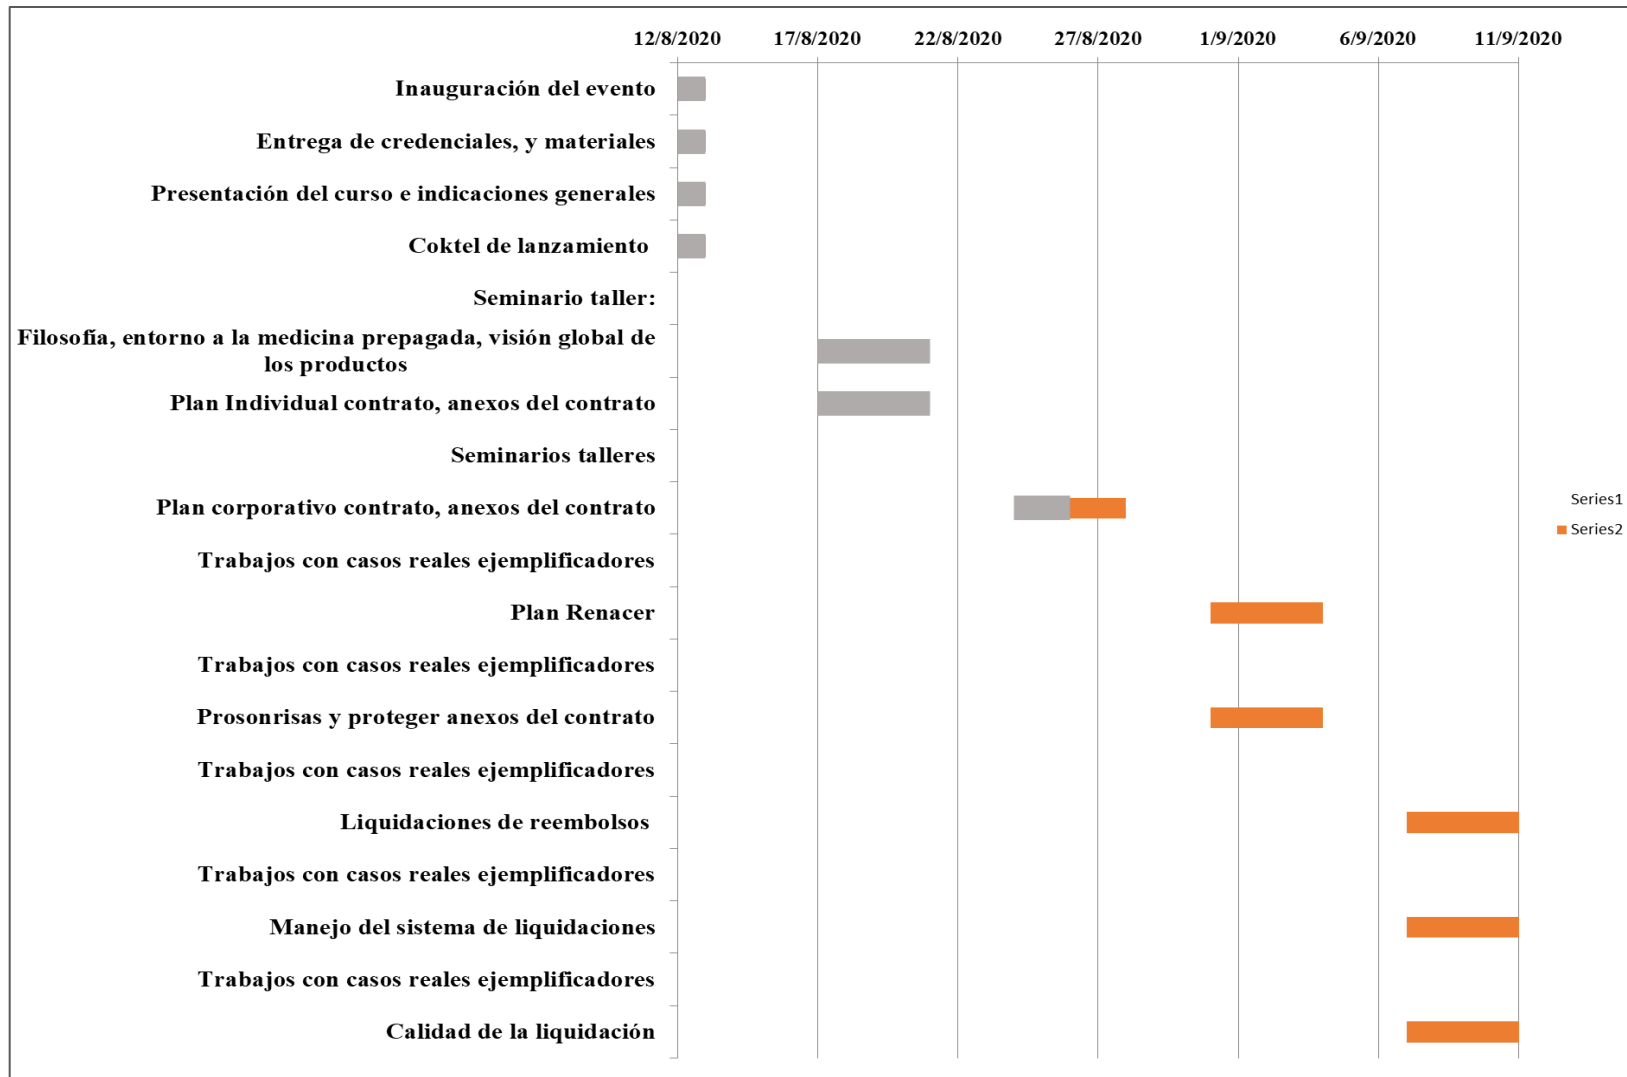 12/8/2020 17/8/2020 22/8/2020 27/8/2020 1/9/2020 6/9/2020 11/9/2020
Inauguración del evento
Entrega de credenciales, y materiales
Presentación del curso e indicaciones generales
Coktel de lanzamiento
Seminario taller:
Filosofía, entorno a la medicina prepagada, visión global de
los productos
Plan Individual contrato, anexos del contrato
Seminarios talleres
Plan corporativo contrato, anexos del contrato
Series1
Series2
Trabajos con casos reales ejemplificadores
Plan Renacer
Trabajos con casos reales ejemplificadores
Prosonrisas y proteger anexos del contrato
Trabajos con casos reales ejemplificadores
Liquidaciones de reembolsos
Trabajos con casos reales ejemplificadores
Manejo del sistema de liquidaciones
Trabajos con casos reales ejemplificadores
Calidad de la liquidación